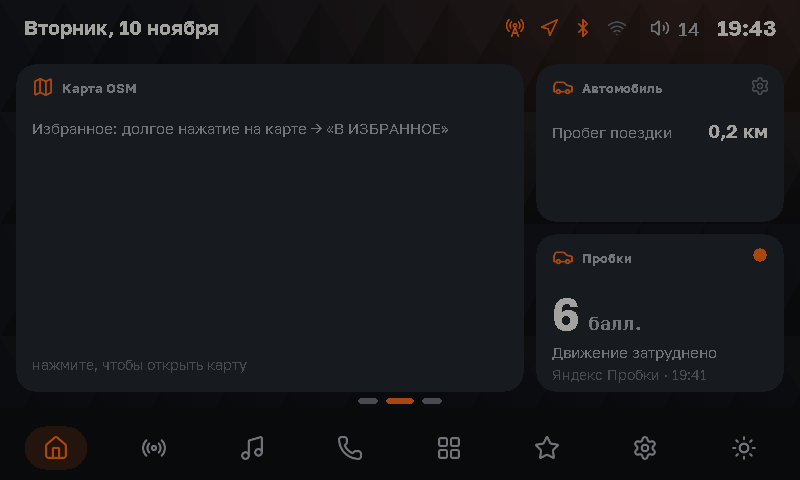 Вторник, 10 ноября
14 19:43
Карта OSM
Избранное: долгое нажатие на карте → «В ИЗБРАННОЕ»
нажмите, чтобы открыть карту
Автомобиль
Пробег поездки 0,2 км
Пробки
6 балл.
Движение затруднено
Яндекс Пробки · 19:41